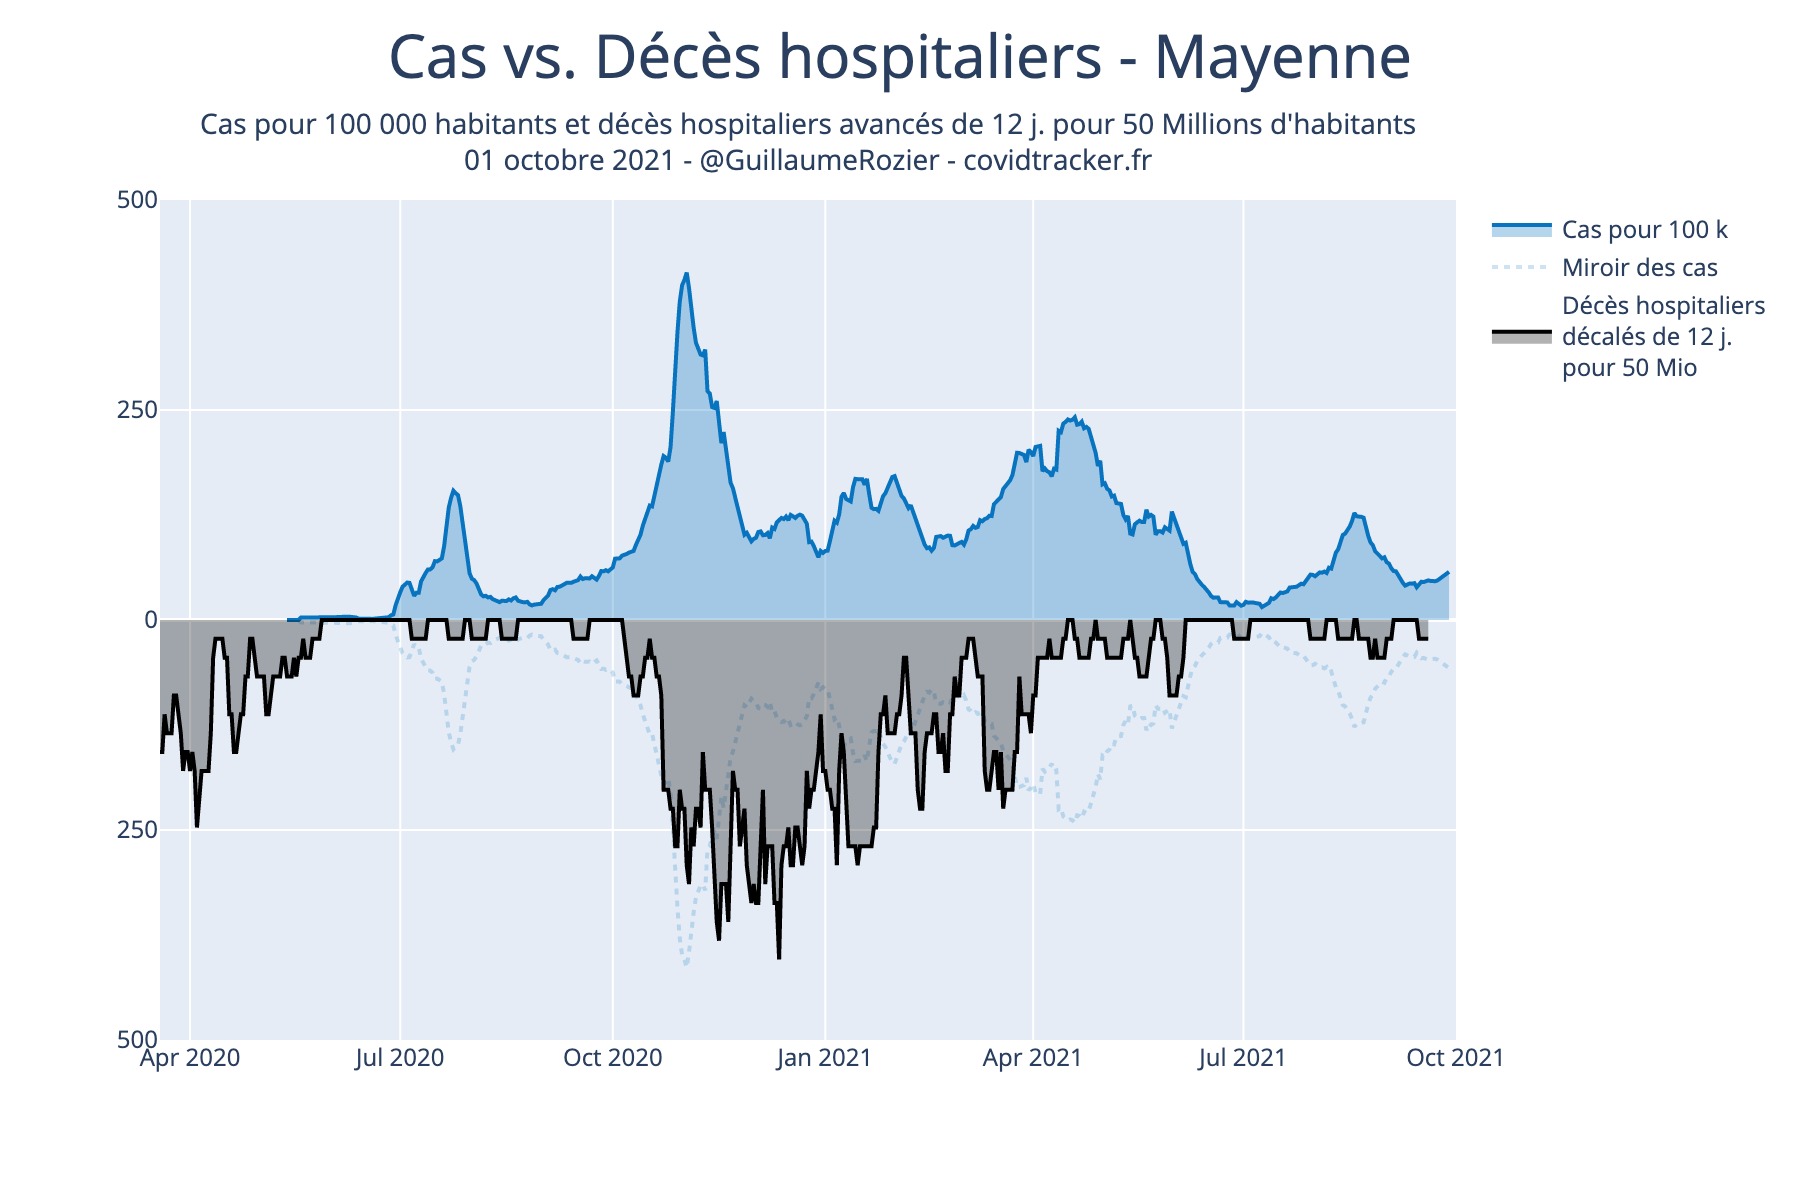 Cas vs. Décès hospitaliers - Mayenne
Cas pour 100 000 habitants et décès hospitaliers avancés de 12 j. pour 50 Millions d'habitants
01 octobre 2021 - @GuillaumeRozier - covidtracker.fr
500
250
0
250
500
Apr 2020
Jul 2020
Oct 2020
Jan 2021
Apr 2021
Jul 2021
Oct 2021
Cas pour 100 k
Miroir des cas
Décès hospitaliers
décalés de 12 j.
pour 50 Mio